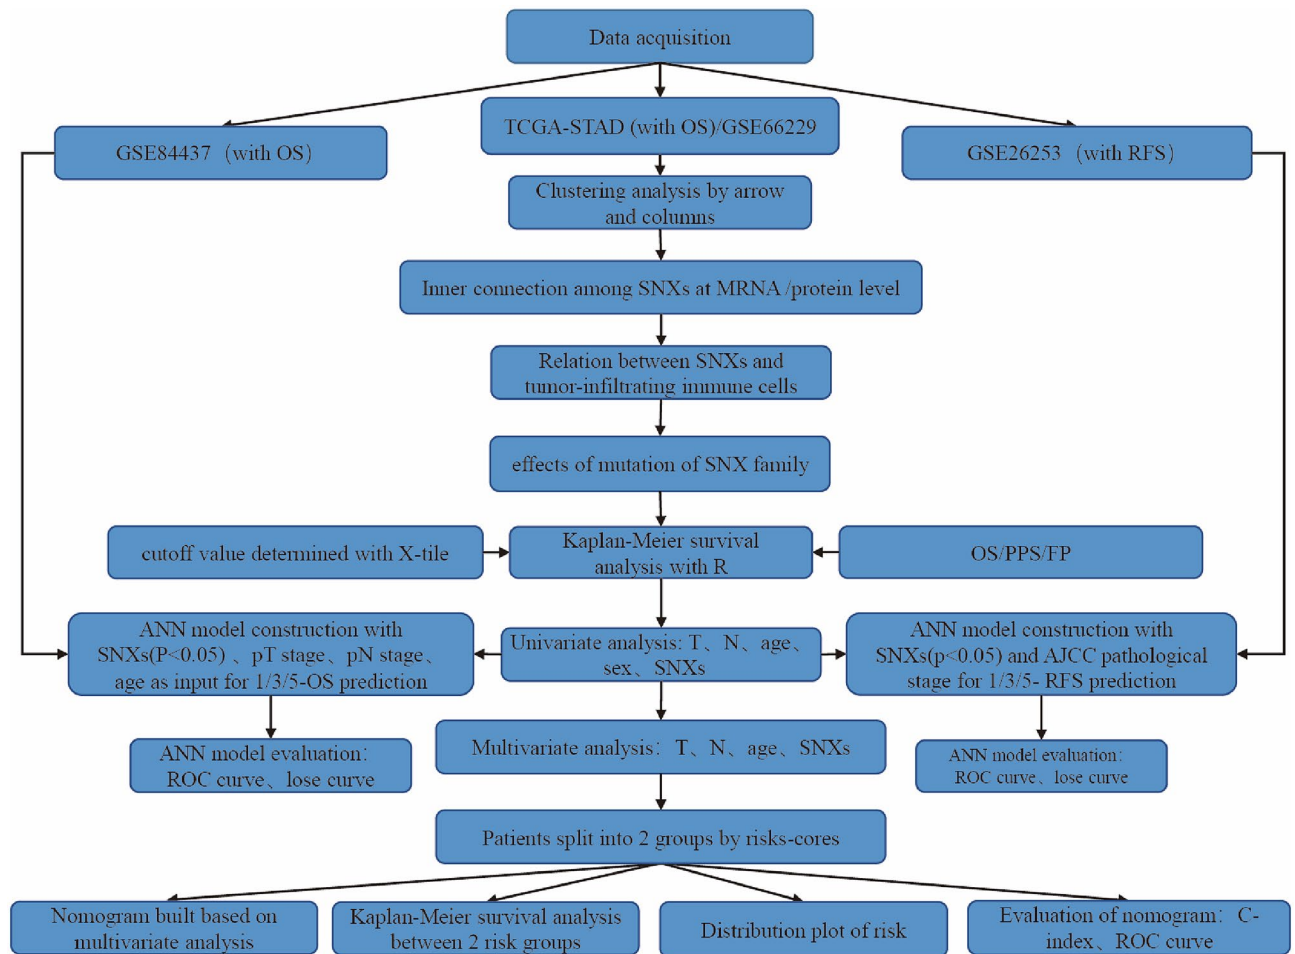 Data acquisition
GSE84437（with OS）
TCGA-STAD (with OS)/GSE66229
GSE26253（with RFS）
Clustering analysis by arrow
and columns
Inner connection among SNXs at MRNA /protein level
Relation between SNXs and
tumor-infiltrating immune cells
effects of mutation of SNX family
cutoff value determined with X-tile
Kaplan-Meier survival
analysis with R
OS/PPS/FP
ANN model construction with
SNXs(P<0.05) 、pT stage、pN stage、
age as input for 1/3/5-OS prediction
Univariate analysis: T、N、age、
sex、SNXs
ANN model construction with
SNXs(p<0.05) and AJCC pathological
stage for 1/3/5- RFS prediction
ANN model evaluation：
ROC curve、lose curve
Multivariate analysis：T、N、age、SNXs
ANN model evaluation：
ROC curve、lose curve
Patients split into 2 groups by risks-cores
Nomogram built based on
multivariate analysis
Kaplan-Meier survival analysis
between 2 risk groups
Distribution plot of risk
Evaluation of nomogram：C-
index、ROC curve